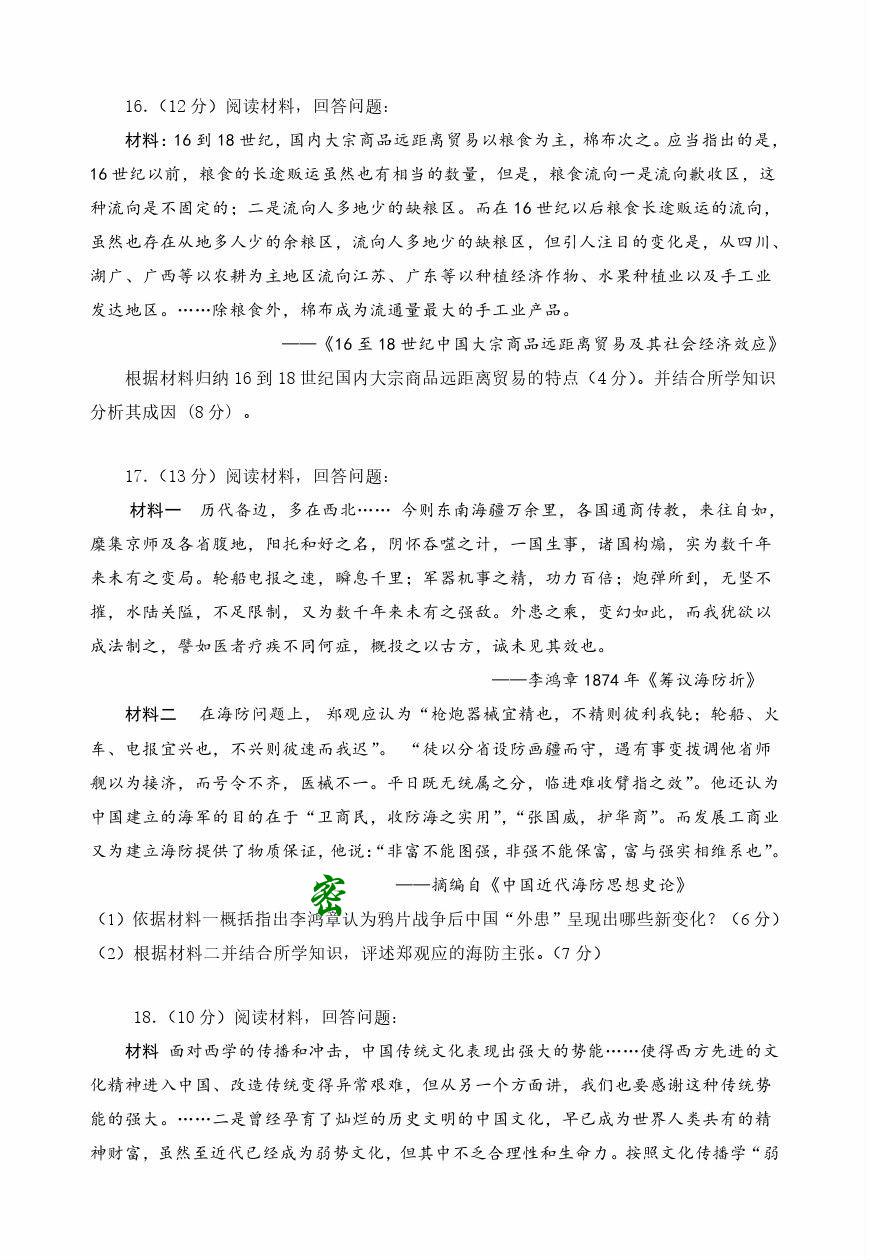 16.（12 分）阅读材料，回答问题：
材料：16 到 18 世纪，国内大宗商品远距离贸易以粮食为主，棉布次之。应当指出的是，
16 世纪以前，粮食的长途贩运虽然也有相当的数量，但是，粮食流向一是流向歉收区，这
种流向是不固定的；二是流向人多地少的缺粮区。而在 16 世纪以后粮食长途贩运的流向，
虽然也存在从地多人少的余粮区，流向人多地少的缺粮区，但引人注目的变化是，从四川、
湖广、广西等以农耕为主地区流向江苏、广东等以种植经济作物、水果种植业以及手工业
发达地区。……除粮食外，棉布成为流通量最大的手工业产品。
——《16 至 18 世纪中国大宗商品远距离贸易及其社会经济效应》
根据材料归纳 16 到 18 世纪国内大宗商品远距离贸易的特点（4 分）。并结合所学知识
分析其成因（8 分）。
17.（13 分）阅读材料，回答问题：
材料一 历代备边，多在西北…… 今则东南海疆万余里，各国通商传教，来往自如，
麇集京师及各省腹地，阳托和好之名，阴怀吞噬之计，一国生事，诸国构煽，实为数千年
来未有之变局。轮船电报之速，瞬息千里；军器机事之精，功力百倍；炮弹所到，无坚不
摧，水陆关隘，不足限制，又为数千年来未有之强敌。外患之乘，变幻如此，而我犹欲以
成法制之，譬如医者疗疾不同何症，概投之以古方，诚未见其效也。
——李鸿章 1874 年《筹议海防折》
材料二 在海防问题上， 郑观应认为“枪炮器械宜精也，不精则彼利我钝；轮船、火
车、电报宜兴也，不兴则彼速而我迟”。 “徒以分省设防画疆而守，遇有事变拨调他省师
舰以为接济，而号令不齐，医械不一。平日既无统属之分，临进难收臂指之效”。他还认为
中国建立的海军的目的在于“卫商民，收防海之实用”，“张国威，护华商”。而发展工商业
又为建立海防提供了物质保证，他说：“非富不能图强，非强不能保富，富与强实相维系也”。
——摘编自《中国近代海防思想史论》
密
（1）依据材料一概括指出李鸿章认为鸦片战争后中国“外患”呈现出哪些新变化？（6 分）
（2）根据材料二并结合所学知识，评述郑观应的海防主张。（7 分）
18.（10 分）阅读材料，回答问题：
材料 面对西学的传播和冲击，中国传统文化表现出强大的势能……使得西方先进的文
化精神进入中国、改造传统变得异常艰难，但从另一个方面讲，我们也要感谢这种传统势
能的强大。……二是曾经孕育了灿烂的历史文明的中国文化，早已成为世界人类共有的精
神财富，虽然至近代已经成为弱势文化，但其中不乏合理性和生命力。按照文化传播学“弱